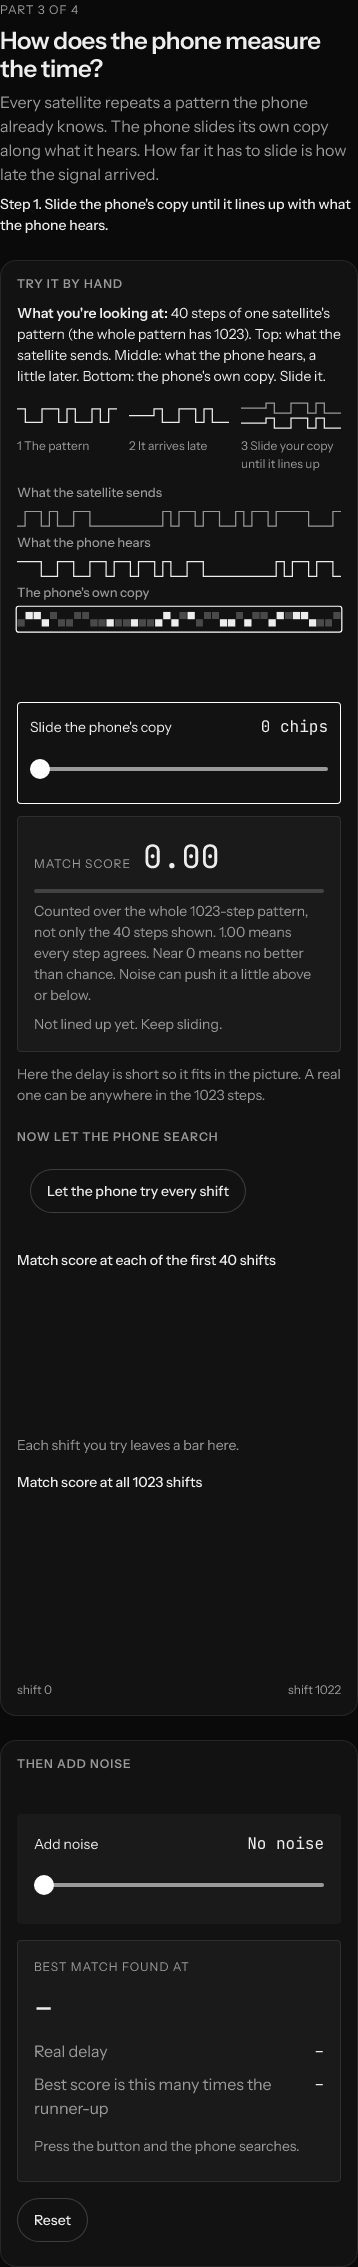 PART 3 OF 4
How does the phone measure
the time?
Every satellite repeats a pattern the phone
already knows. The phone slides its own copy
along what it hears. How far it has to slide is how
late the signal arrived.
Step 1. Slide the phone's copy until it lines up with what
the phone hears.
TRY IT BY HAND
What you're looking at: 40 steps of one satellite's
pattern (the whole pattern has 1023). Top: what the
satellite sends. Middle: what the phone hears, a
little later. Bottom: the phone's own copy. Slide it.
1 The pattern
2 It arrives late
3 Slide your copy
until it lines up
What the satellite sends
What the phone hears
The phone's own copy
Slide the phone's copy 0 chips
MATCH SCORE 0.00
Counted over the whole 1023-step pattern,
not only the 40 steps shown. 1.00 means
every step agrees. Near 0 means no better
than chance. Noise can push it a little above
or below.
Not lined up yet. Keep sliding.
Here the delay is short so it fits in the picture. A real
one can be anywhere in the 1023 steps.
NOW LET THE PHONE SEARCH
Let the phone try every shift
Match score at each of the first 40 shifts
Each shift you try leaves a bar here.
Match score at all 1023 shifts
shift 0 shift 1022
THEN ADD NOISE
Add noise No noise
BEST MATCH FOUND AT
–
Real delay –
Best score is this many times the –
runner-up
Press the button and the phone searches.
Reset